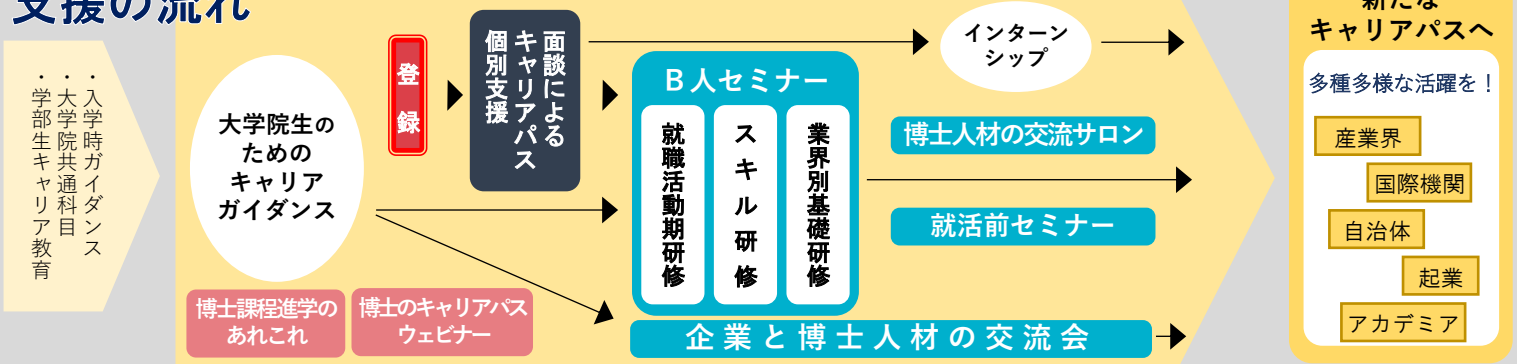 支援の流れ
・入学時ガイダンス
・大学院共通科目
・学部生キャリア教育
大学院生の
ための
キャリア
ガイダンス
博士課程進学の
あれこれ
博士のキャリアパス
ウェビナー
登録
面談による
キャリアパス
個別支援
B人セミナー
就職活動期研修
スキル研修
業界別基礎研修
インターン
シップ
博士人材の交流サロン
就活前セミナー
企業と博士人材の交流会
新たな
キャリアパスへ
多種多様な活躍を！
産業界
国際機関
自治体
起業
アカデミア